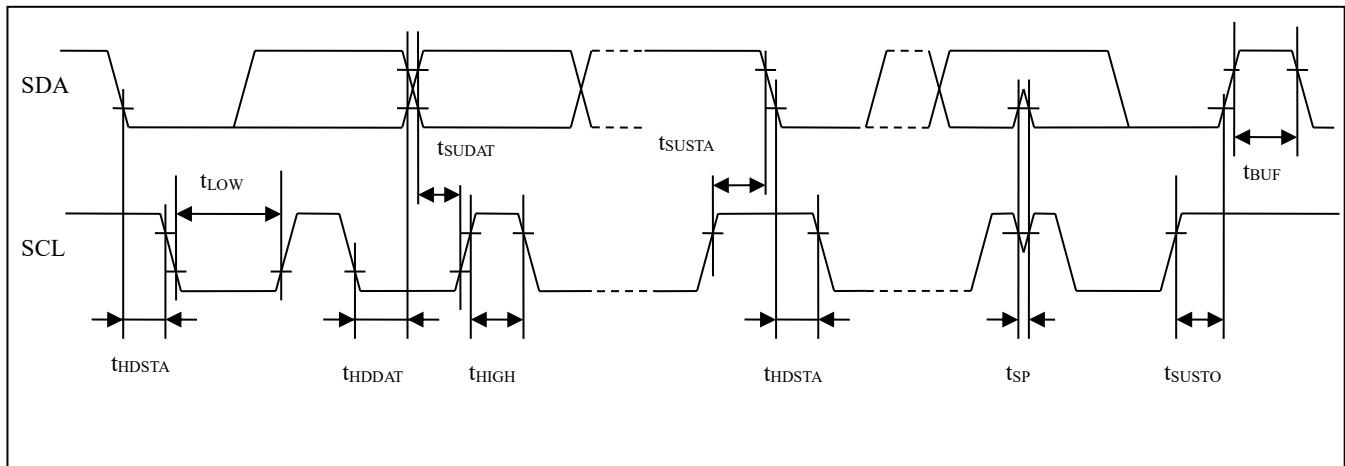 SDA
tSUDAT
tSUSTA
tBUF
tLOW
SCL
tHDSTA
tHDDAT
tHIGH
tHDSTA
tSP
tSUSTO